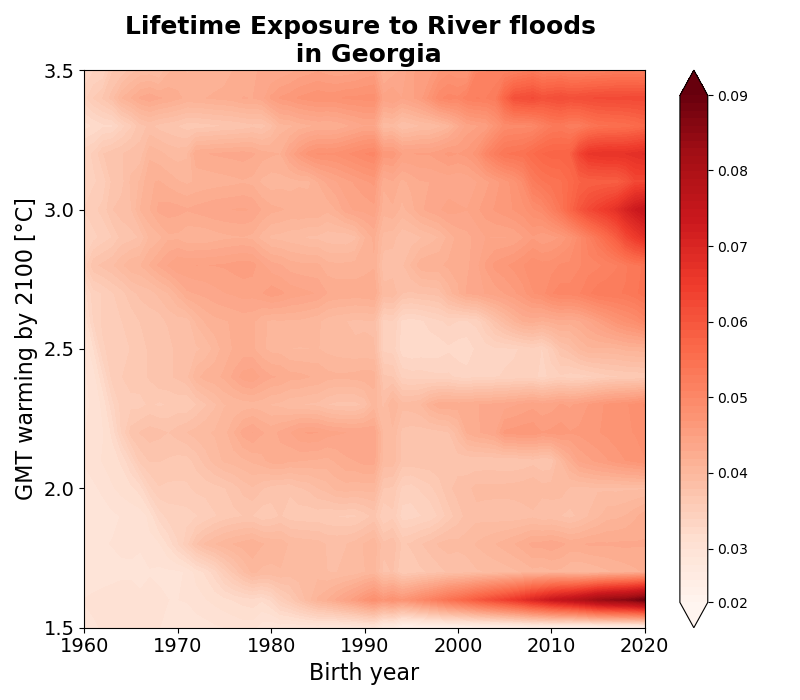 Lifetime Exposure to River floods
in Georgia
GMT warming by 2100 [°C]
3.5
3.0
2.5
2.0
1.5
1960 1970 1980 1990 2000 2010 2020
Birth year
0.09
0.08
0.07
0.06
0.05
0.04
0.03
0.02